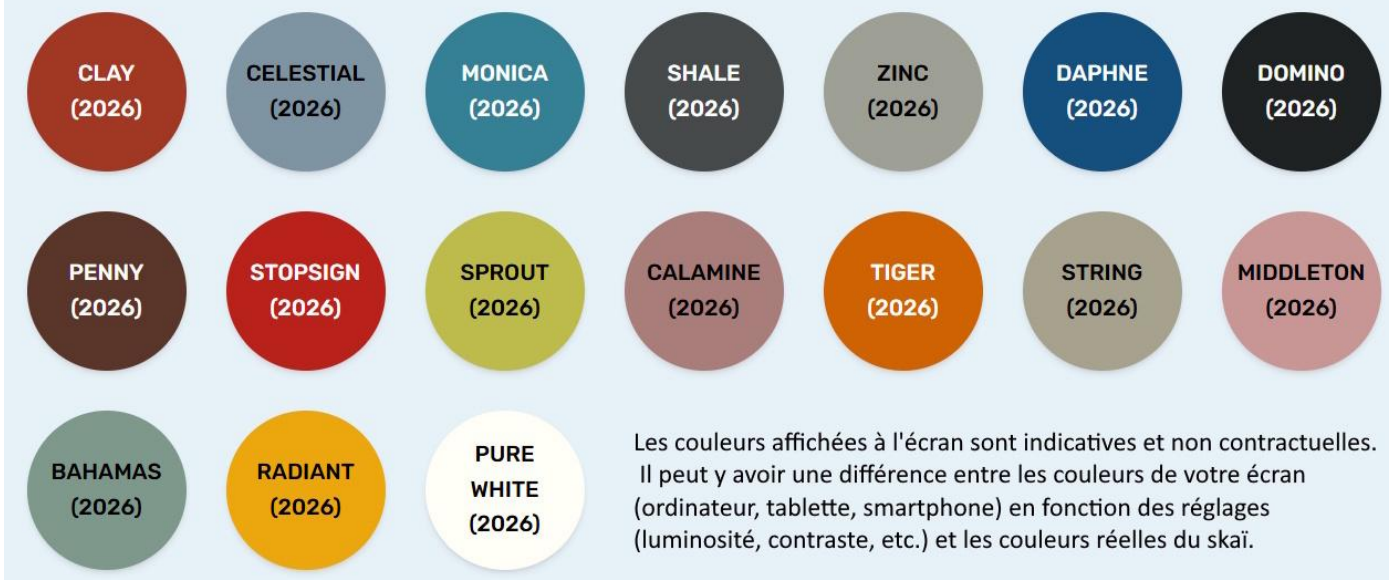 CLAY
(2026)
CELESTIAL
(2026)
MONICA
(2026)
SHALE
(2026)
ZINC
(2026)
DAPHNE
(2026)
DOMINO
(2026)
PENNY
(2026)
STOPSIGN
(2026)
SPROUT
(2026)
CALAMINE
(2026)
TIGER
(2026)
STRING
(2026)
MIDDLETON
(2026)
BAHAMAS
(2026)
RADIANT
(2026)
PURE
WHITE
(2026)
Les couleurs affichées à l'écran sont indicatives et non contractuelles.
Il peut y avoir une différence entre les couleurs de votre écran
(ordinateur, tablette, smartphone) en fonction des réglages
(luminosité, contraste, etc.) et les couleurs réelles du skaï.